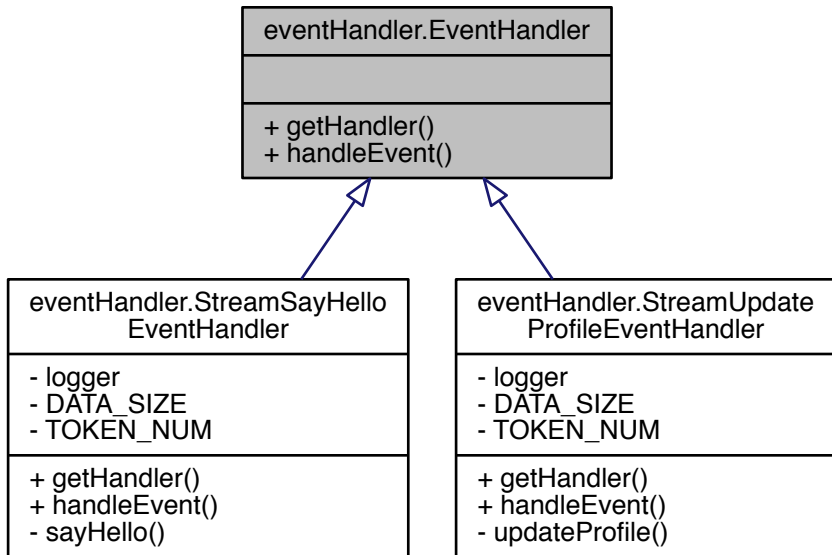 eventHandler.EventHandler
+ getHandler()
+ handleEvent()
eventHandler.StreamSayHello
EventHandler
- logger
- DATA_SIZE
- TOKEN_NUM
+ getHandler()
+ handleEvent()
- sayHello()
eventHandler.StreamUpdate
ProfileEventHandler
- logger
- DATA_SIZE
- TOKEN_NUM
+ getHandler()
+ handleEvent()
- updateProfile()